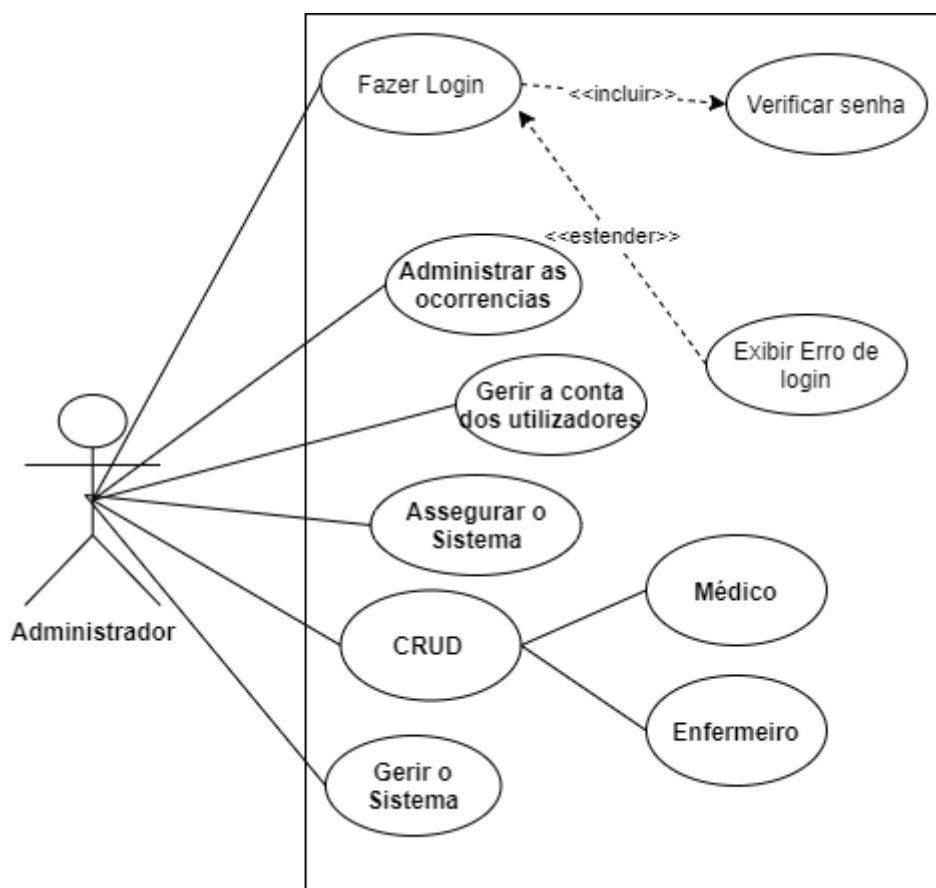 Fazer Login
<<incluir>>
Verificar senha
<<estender>>
Administrar as
ocorrencias
Exibir Erro de
login
Gerir a conta
dos utilizadores
Assegurar o
Sistema
Médico
Administrador
CRUD
Enfermeiro
Gerir o
Sistema